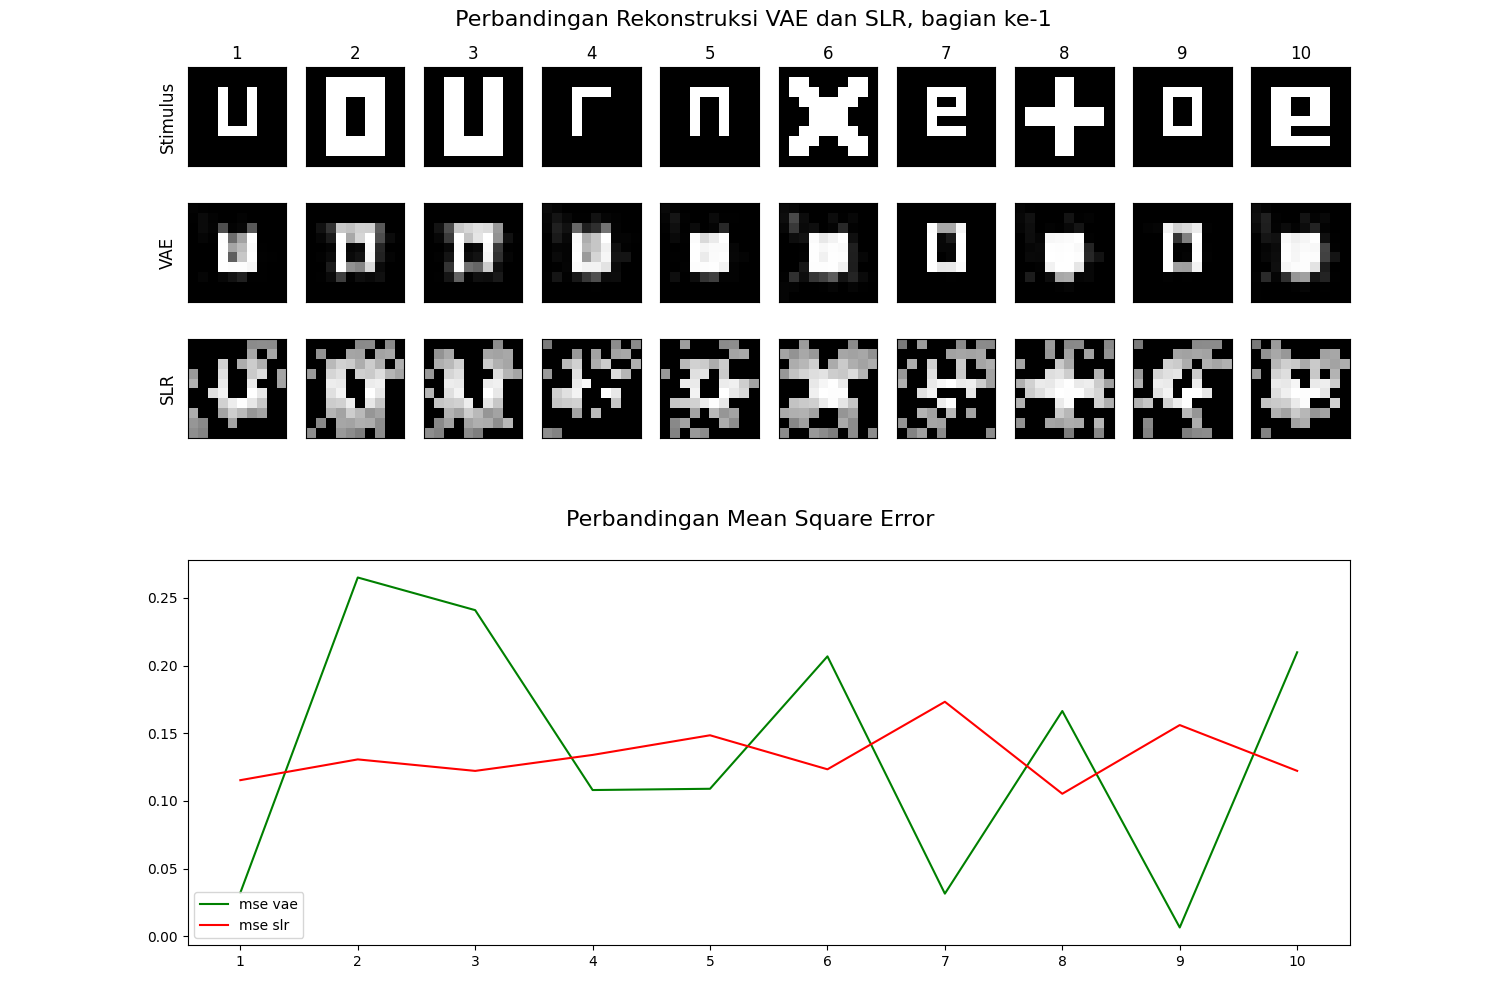 Perbandingan Rekonstruksi VAE dan SLR, bagian ke-1
1 2 3 4 5 6 7 8 9 10
Stimulus
u o u r n x e + o e
VAE
SLR
Perbandingan Mean Square Error
0.25
0.20
0.15
0.10
0.05
0.00
mse vae
mse slr
1 2 3 4 5 6 7 8 9 10